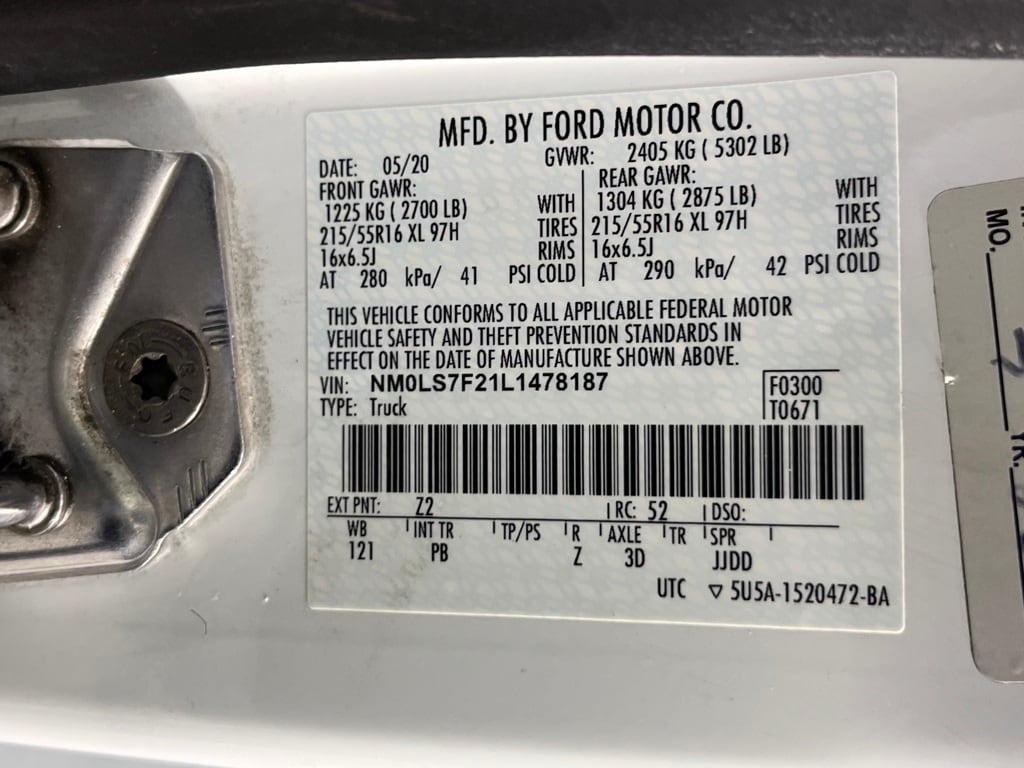 MFD. BY FORD MOTOR CO.
DATE: 05/20 GVWR: 2405 KG ( 5302 LB)
FRONT GAWR: REAR GAWR:
1225 KG ( 2700 LB) WITH 1304 KG ( 2875 LB) WITH
215/55R16 XL 97H TIRES 215/55R16 XL 97H TIRES
16x6.5J RIMS 16x6.5J RIMS
AT 280 kPa/ 41 PSI COLD AT 290 kPa/ 42 PSI COLD
THIS VEHICLE CONFORMS TO ALL APPLICABLE FEDERAL MOTOR
VEHICLE SAFETY AND THEFT PREVENTION STANDARDS IN
EFFECT ON THE DATE OF MANUFACTURE SHOWN ABOVE.
VIN: NM0LS7F21L1478187 F0300
TYPE: Truck T0671
EXT PNT: Z2 RC: 52 DSO:
WB INT TR TP/PS R AXLE TR SPR
121 PB Z 3D JJDD
UTC ▽ 5U5A-1520472-BA
MO.
YR.